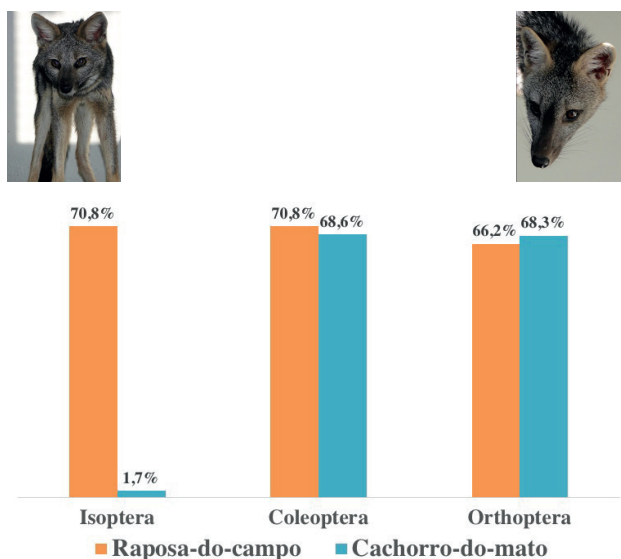 70,8%
70,8%
68,6%
66,2%
68,3%
1,7%
Isoptera
Coleoptera
Orthoptera
Raposa-do-campo
Cachorro-do-mato